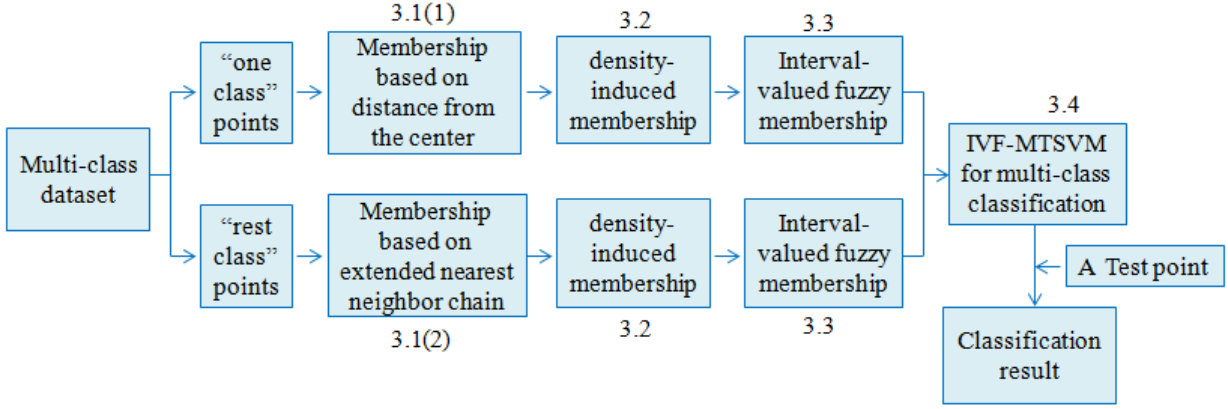 Multi-class
dataset
“one
class”
points
3.1(1)
Membership
based on
distance from
the center
3.2
density-
induced
membership
3.3
Interval-
valued fuzzy
membership
“rest
class”
points
Membership
based on
extended nearest
neighbor chain
3.1(2)
density-
induced
membership
3.2
Interval-
valued fuzzy
membership
3.3
3.4
IVF-MTSVM
for multi-class
classification
A Test point
Classification
result